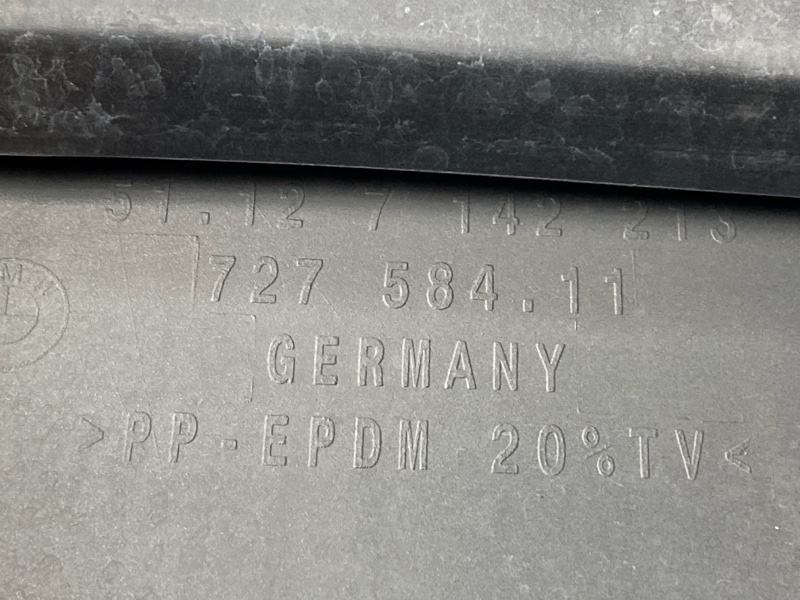 51.12 7 142 213
727 584.11
GERMANY
>PP-EPDM 20%TV<